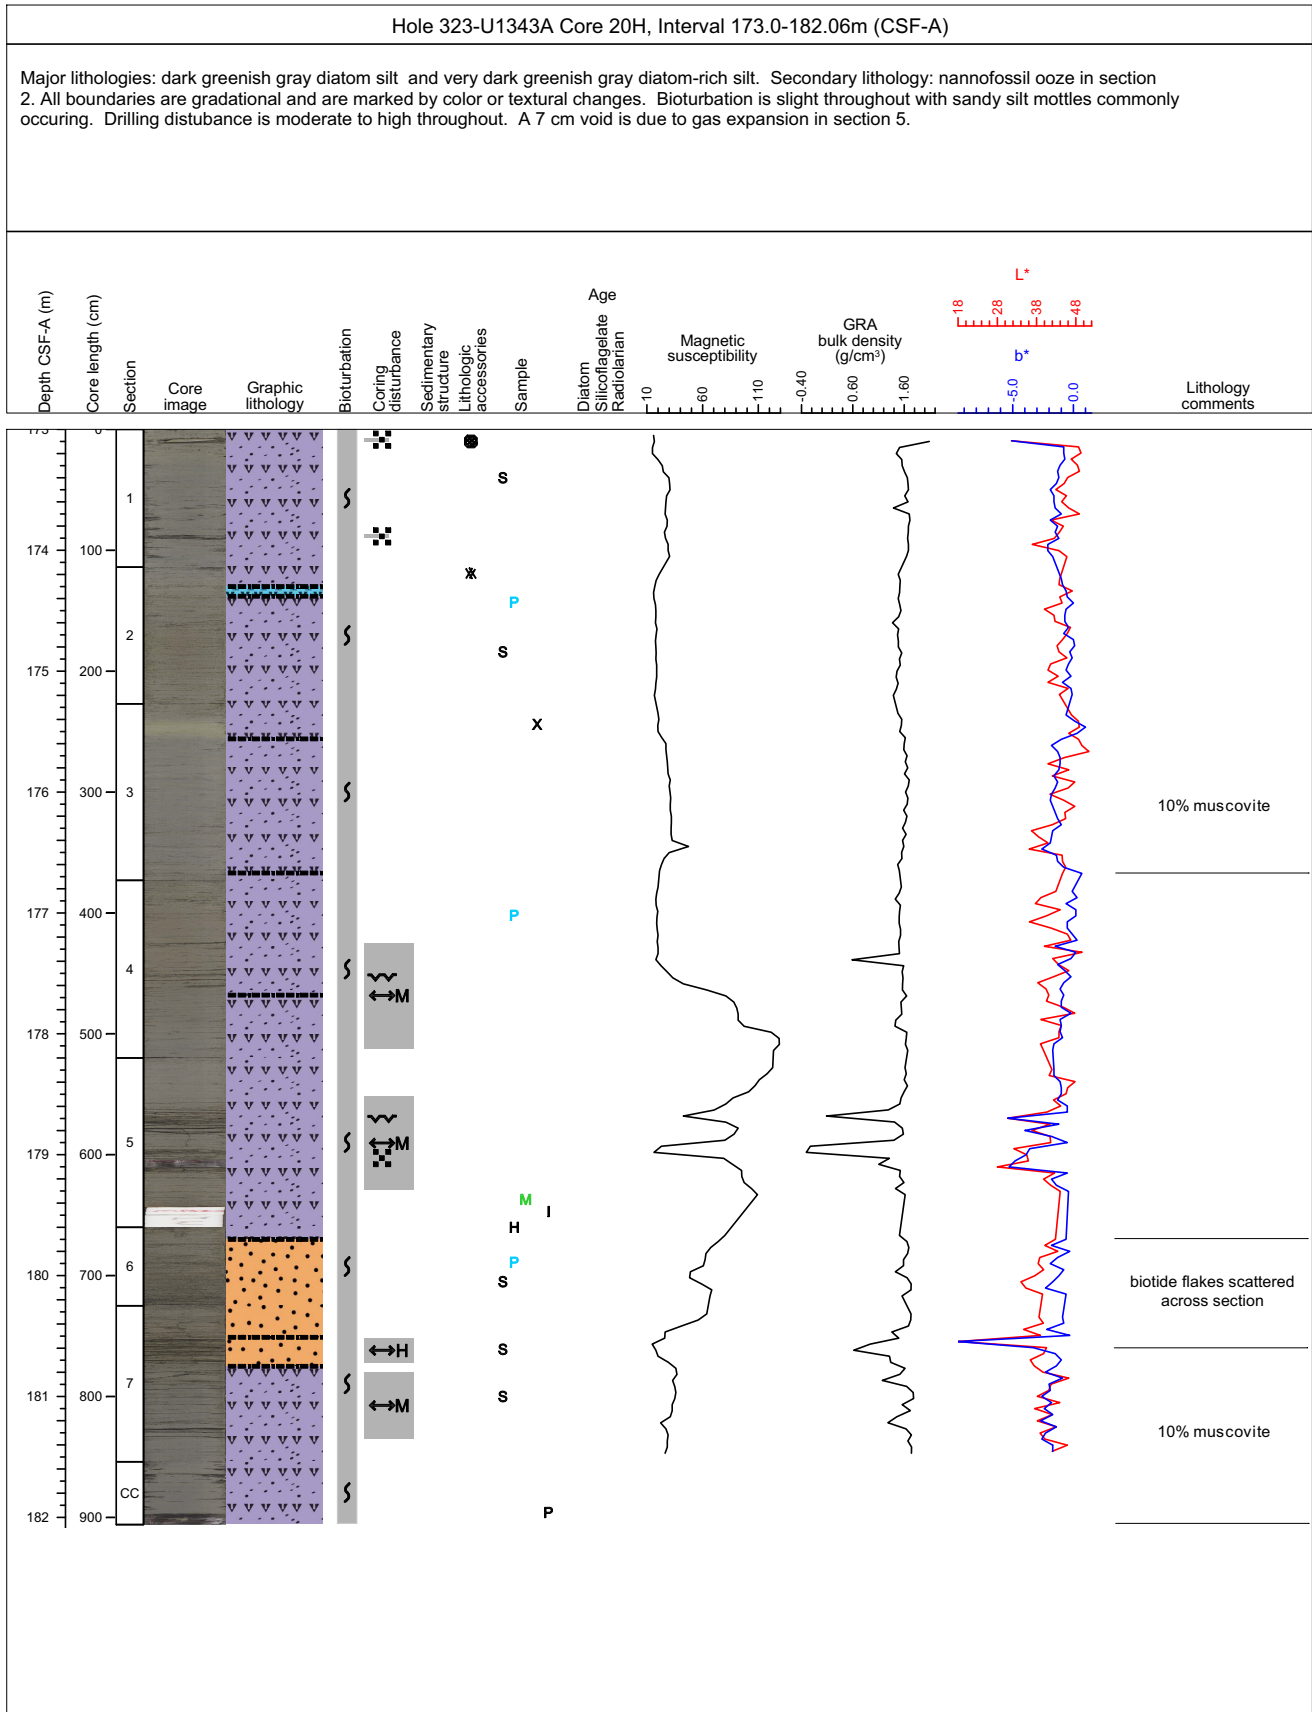 Hole 323-U1343A Core 20H, Interval 173.0-182.06m (CSF-A)
Major lithologies: dark greenish gray diatom silt and very dark greenish gray diatom-rich silt. Secondary lithology: nannofossil ooze in section
2. All boundaries are gradational and are marked by color or textural changes. Bioturbation is slight throughout with sandy silt mottles commonly
occuring. Drilling distubance is moderate to high throughout. A 7 cm void is due to gas expansion in section 5.
Depth CSF-A (m)
Core length (cm)
Section
Core
image
Graphic
lithology
Bioturbation
Coring
disturbance
Sedimentary
structure
Lithologic
accessories
Sample
Age
Diatom
Silicoflagelate
Radiolarian
Magnetic
susceptibility
10
60
110
GRA
bulk density
(g/cm³)
-0.40
0.60
1.60
L*
18
28
38
48
b*
-5.0
0.0
Lithology
comments
173
0
S
1
174
100
P
2
S
175
200
X
3
176
300
10% muscovite
177
400
P
4
M
178
500
5
M
179
600
M
I
H
P
6
180
700
S
biotide flakes scattered
across section
H
S
7
181
800
S
M
10% muscovite
CC
P
182
900